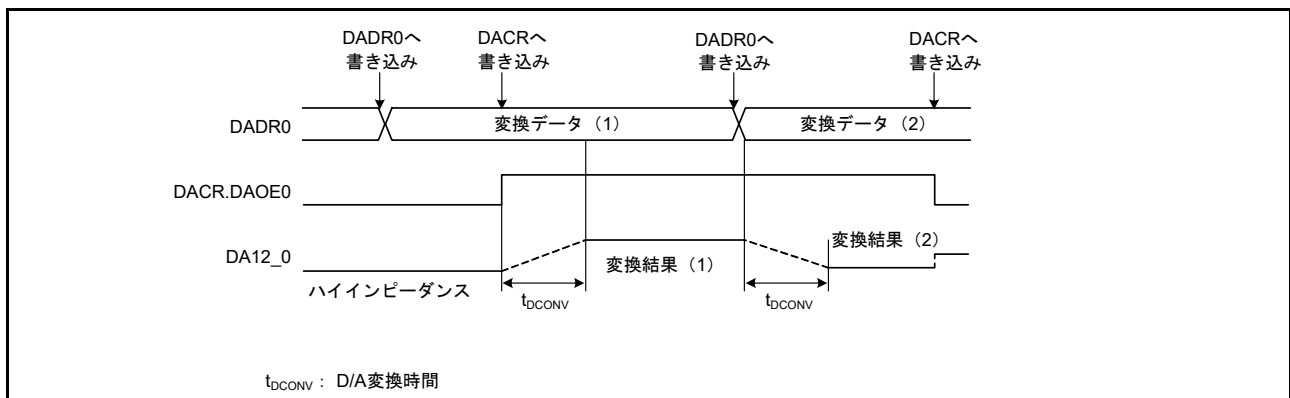 DADR0へ
書き込み
DACRへ
書き込み
DADR0へ
書き込み
DACRへ
書き込み
DADR0
変換データ（1）
変換データ（2）
DACR.DAOE0
DA12_0
変換結果（1）
変換結果（2）
ハイインピーダンス
tDCONV
tDCONV
tDCONV： D/A変換時間